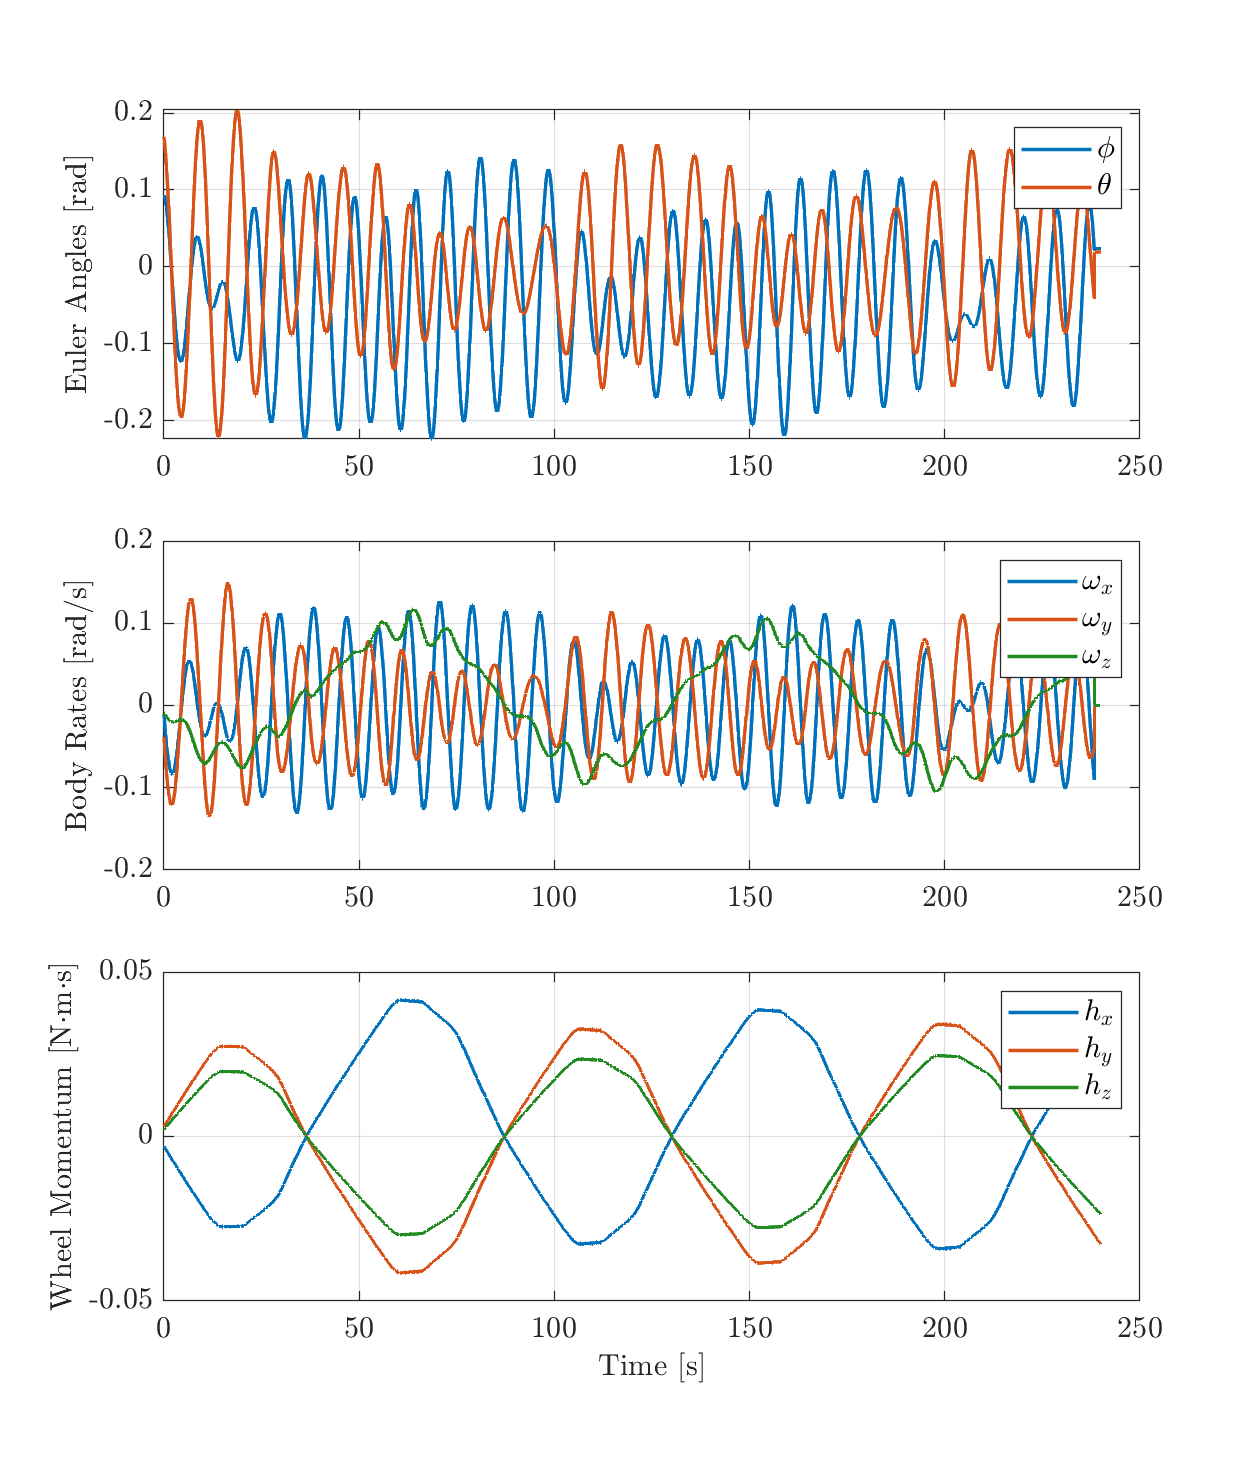 Euler Angles [rad]
0.2
0.1
0
-0.1
-0.2
0 50 100 150 200 250
ϕ
θ
Body Rates [rad/s]
0.2
0.1
0
-0.1
-0.2
0 50 100 150 200 250
ωx
ωy
ωz
Wheel Momentum [N·m·s]
0.05
0
-0.05
0 50 100 150 200 250
hx
hy
hz
Time [s]